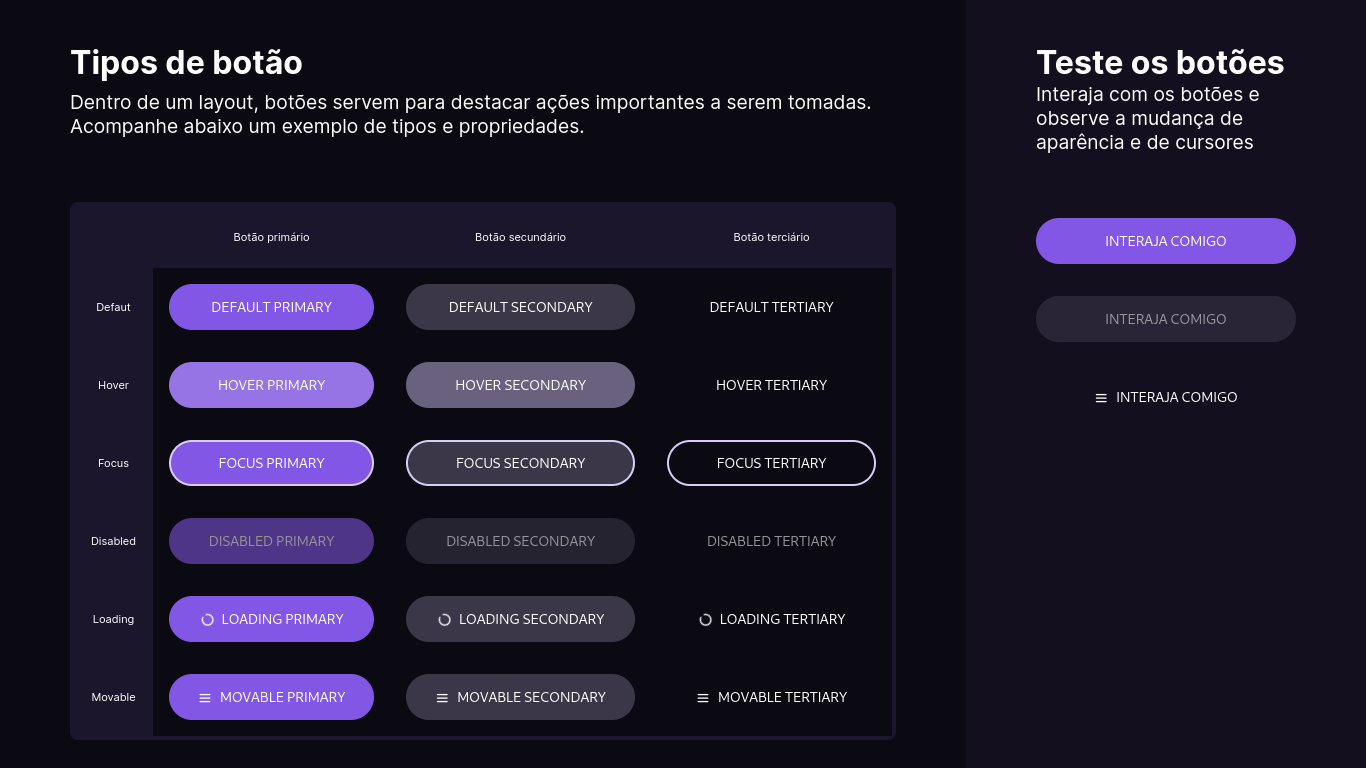 Tipos de botão
Dentro de um layout, botões servem para destacar ações importantes a serem tomadas.
Acompanhe abaixo um exemplo de tipos e propriedades.
Botão primário
Botão secundário
Botão terciário
Defaut
DEFAULT PRIMARY
DEFAULT SECONDARY
DEFAULT TERTIARY
Hover
HOVER PRIMARY
HOVER SECONDARY
HOVER TERTIARY
Focus
FOCUS PRIMARY
FOCUS SECONDARY
FOCUS TERTIARY
Disabled
DISABLED PRIMARY
DISABLED SECONDARY
DISABLED TERTIARY
Loading
LOADING PRIMARY
LOADING SECONDARY
LOADING TERTIARY
Movable
MOVABLE PRIMARY
MOVABLE SECONDARY
MOVABLE TERTIARY
Teste os botões
Interaja com os botões e
observe a mudança de
aparência e de cursores
INTERAJA COMIGO
INTERAJA COMIGO
INTERAJA COMIGO